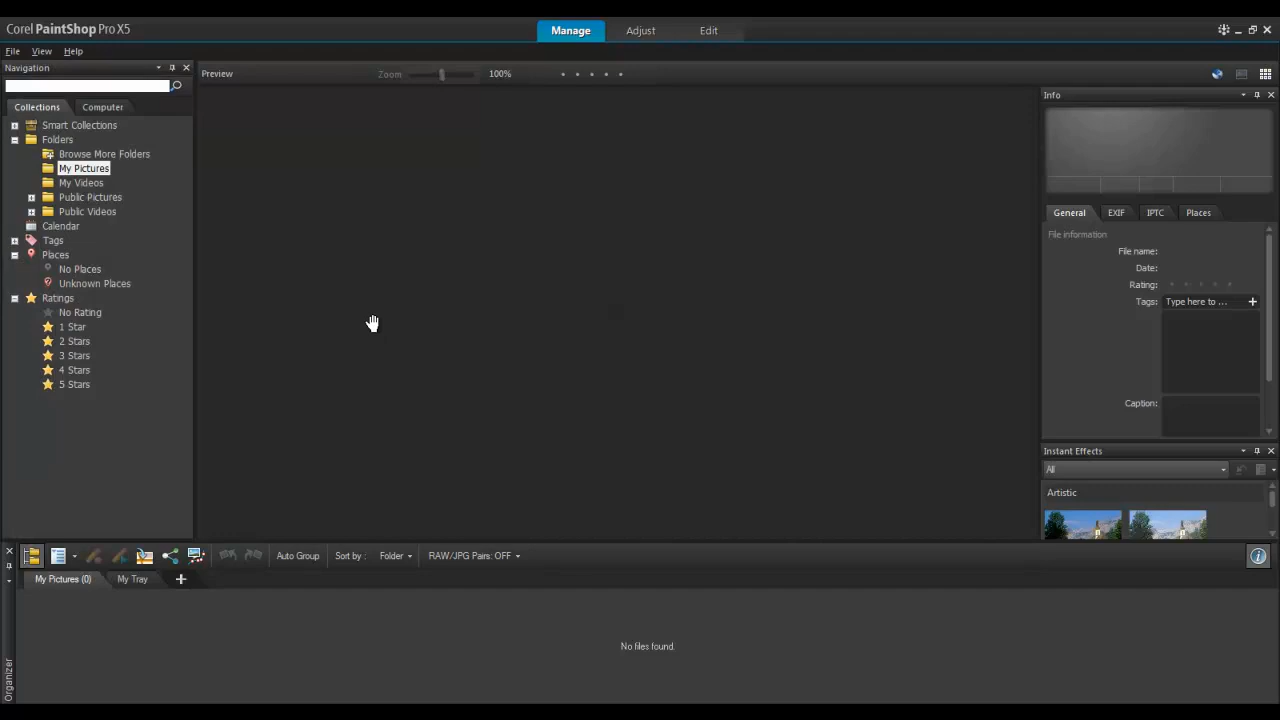 Corel PaintShop Pro X5
Manage
Adjust
Edit
File
View
Help
Navigation
Collections
Computer
Smart Collections
Folders
Browse More Folders
My Pictures
My Videos
Public Pictures
Public Videos
Calendar
Tags
Places
No Places
Unknown Places
Ratings
No Rating
1 Star
2 Stars
3 Stars
4 Stars
5 Stars
Preview
Zoom
100%
Info
General
EXIF
IPTC
Places
File information
File name:
Date:
Rating:
Tags:
Type here to ...
Caption:
Instant Effects
All
Artistic
Auto Group
Sort by :
Folder
RAW/JPG Pairs: OFF
My Pictures (0)
My Tray
No files found.
Organizer